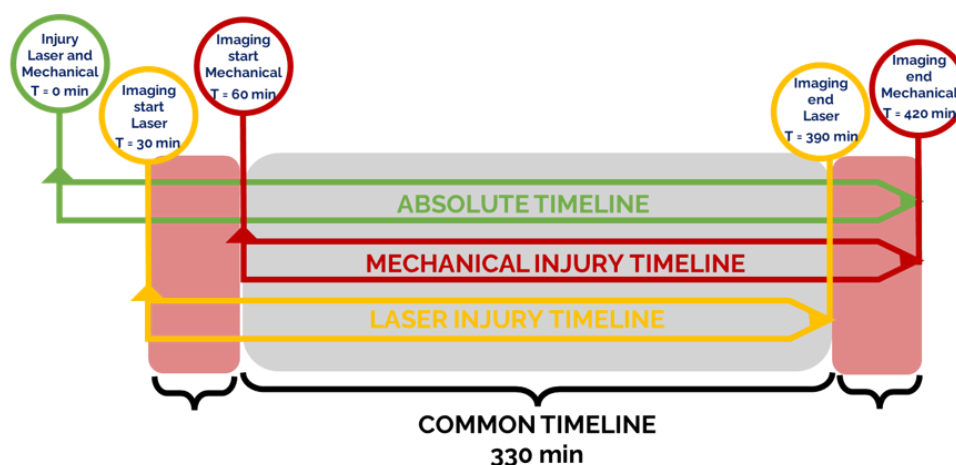 Injury
Laser and
Mechanical
T = 0 min
Imaging
start
Laser
T = 30 min
Imaging
start
Mechanical
T = 60 min
Imaging
end
Laser
T = 390 min
Imaging
end
Mechanical
T = 420 min
ABSOLUTE TIMELINE
MECHANICAL INJURY TIMELINE
LASER INJURY TIMELINE
COMMON TIMELINE
330 min